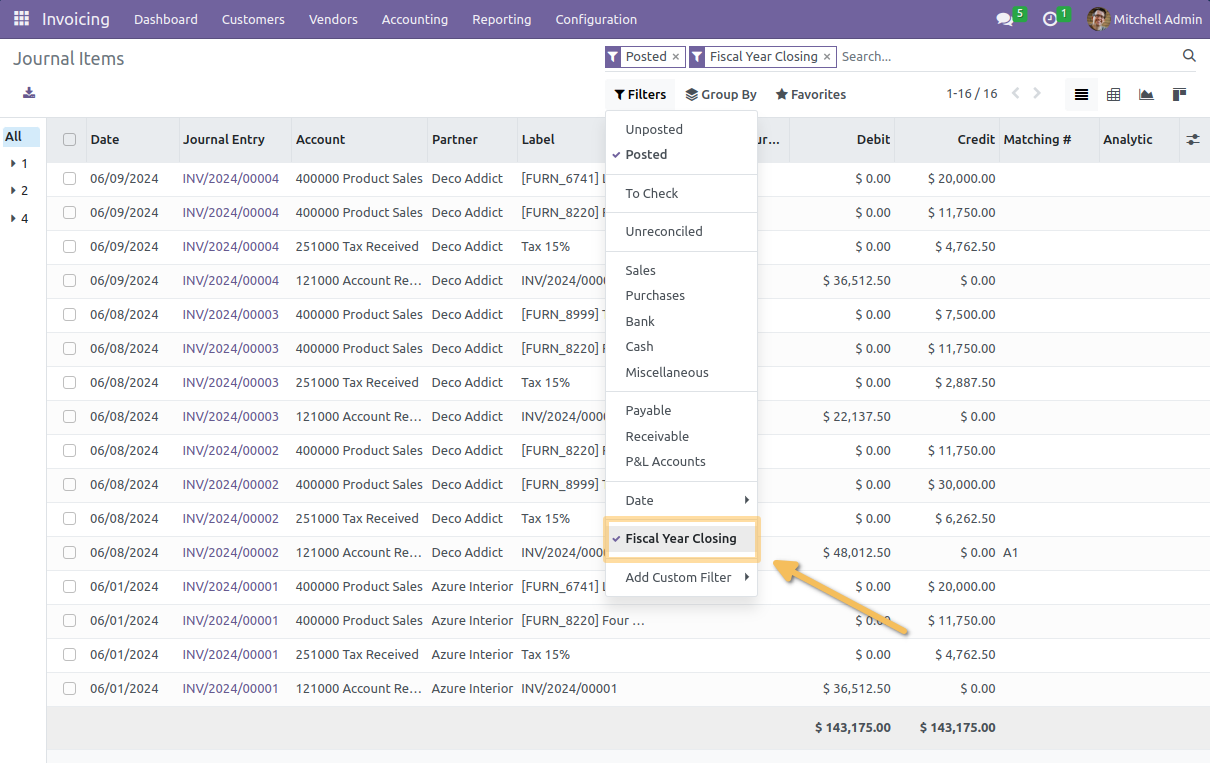 Invoicing Dashboard Customers Vendors Accounting Reporting Configuration 5 1 Mitchell Admin
Journal Items Posted × Fiscal Year Closing × Search...
Filters Group By Favorites 1-16 / 16
All
1
2
4
Date Journal Entry Account Partner Label ur... Debit Credit Matching # Analytic
06/09/2024 INV/2024/00004 400000 Product Sales Deco Addict [FURN_6741] $ 0.00 $ 20,000.00
06/09/2024 INV/2024/00004 400000 Product Sales Deco Addict [FURN_8220] $ 0.00 $ 11,750.00
06/09/2024 INV/2024/00004 251000 Tax Received Deco Addict Tax 15% $ 0.00 $ 4,762.50
06/09/2024 INV/2024/00004 121000 Account Re... Deco Addict INV/2024/000 $ 36,512.50 $ 0.00
06/08/2024 INV/2024/00003 400000 Product Sales Deco Addict [FURN_8999] $ 0.00 $ 7,500.00
06/08/2024 INV/2024/00003 400000 Product Sales Deco Addict [FURN_8220] $ 0.00 $ 11,750.00
06/08/2024 INV/2024/00003 251000 Tax Received Deco Addict Tax 15% $ 0.00 $ 2,887.50
06/08/2024 INV/2024/00003 121000 Account Re... Deco Addict INV/2024/000 $ 22,137.50 $ 0.00
06/08/2024 INV/2024/00002 400000 Product Sales Deco Addict [FURN_8220] $ 0.00 $ 11,750.00
06/08/2024 INV/2024/00002 400000 Product Sales Deco Addict [FURN_8999] $ 0.00 $ 30,000.00
06/08/2024 INV/2024/00002 251000 Tax Received Deco Addict Tax 15% $ 0.00 $ 6,262.50
06/08/2024 INV/2024/00002 121000 Account Re... Deco Addict INV/2024/000 $ 48,012.50 $ 0.00 A1
06/01/2024 INV/2024/00001 400000 Product Sales Azure Interior [FURN_6741] $ 0.00 $ 20,000.00
06/01/2024 INV/2024/00001 400000 Product Sales Azure Interior [FURN_8220] Four ... $ 0.00 $ 11,750.00
06/01/2024 INV/2024/00001 251000 Tax Received Azure Interior Tax 15% $ 0.00 $ 4,762.50
06/01/2024 INV/2024/00001 121000 Account Re... Azure Interior INV/2024/00001 $ 36,512.50 $ 0.00
$ 143,175.00 $ 143,175.00
Unposted
Posted
To Check
Unreconciled
Sales
Purchases
Bank
Cash
Miscellaneous
Payable
Receivable
P&L Accounts
Date
Fiscal Year Closing
Add Custom Filter